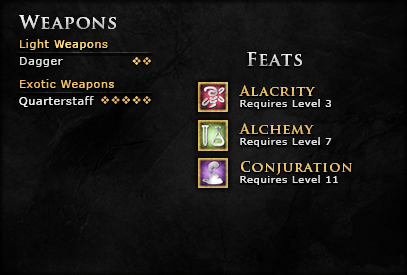 WEAPONS
Light Weapons
Dagger
Exotic Weapons
Quarterstaff
FEATS
ALACRITY
Requires Level 3
ALCHEMY
Requires Level 7
CONJURATION
Requires Level 11